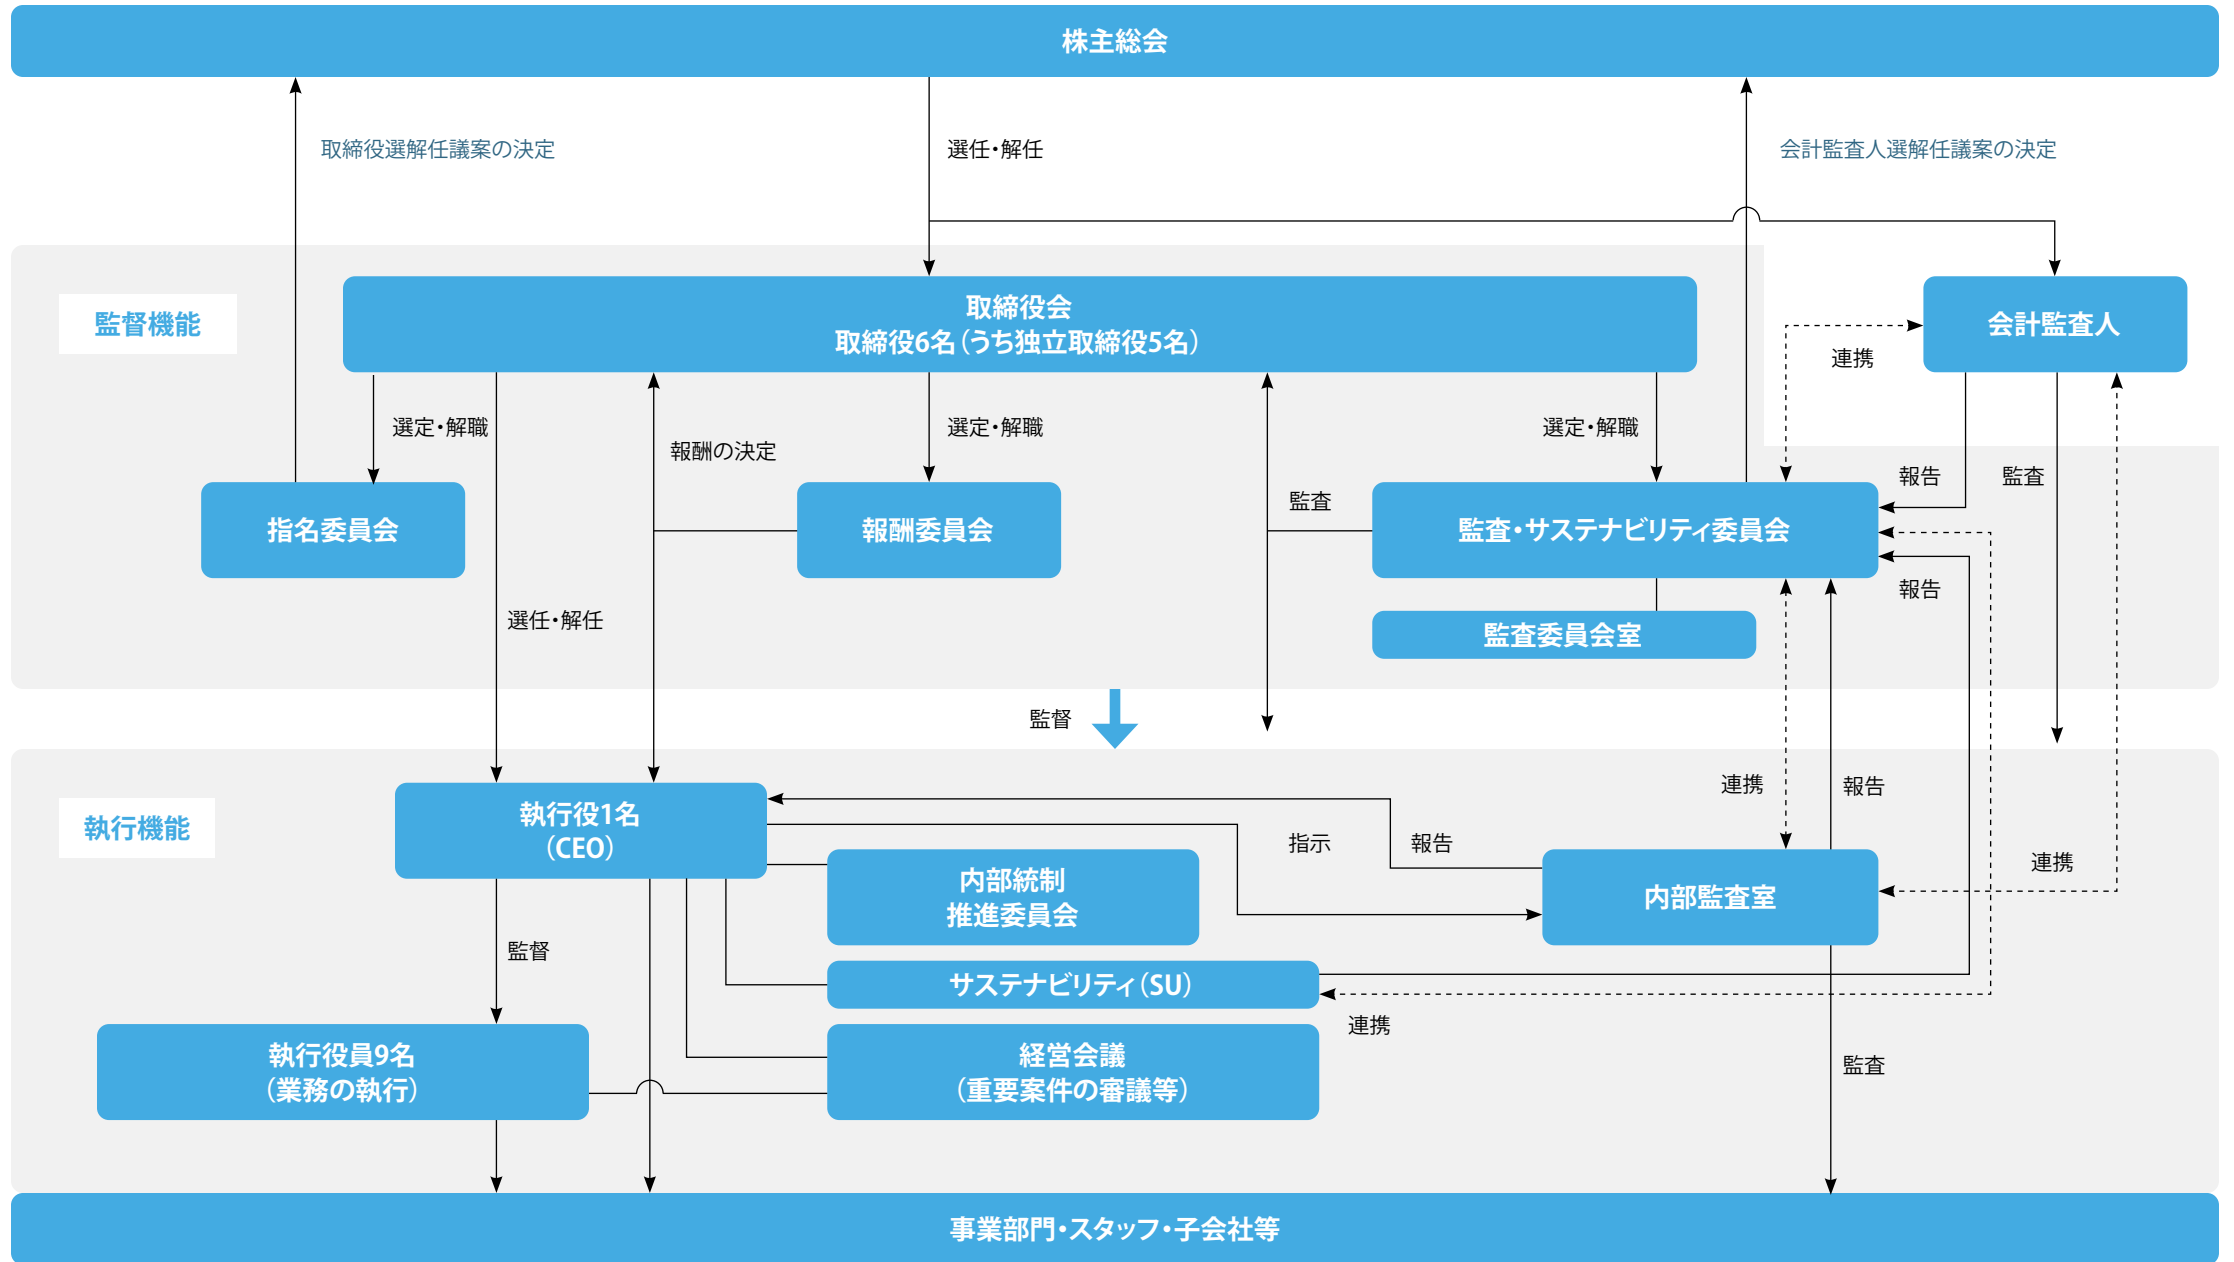 株主総会
取締役選解任議案の決定
選任・解任
会計監査人選解任議案の決定
監督機能
取締役会
取締役6名（うち独立取締役5名）
会計監査人
連携
選定・解職
報酬の決定
選定・解職
選定・解職
監査
報告
監査
指名委員会
報酬委員会
監査・サステナビリティ委員会
報告
選任・解任
監査委員会室
監督
執行機能
執行役1名
（CEO）
連携
報告
指示
報告
連携
内部統制
推進委員会
内部監査室
監督
サステナビリティ（SU）
連携
執行役員9名
（業務の執行）
経営会議
（重要案件の審議等）
監査
事業部門・スタッフ・子会社等